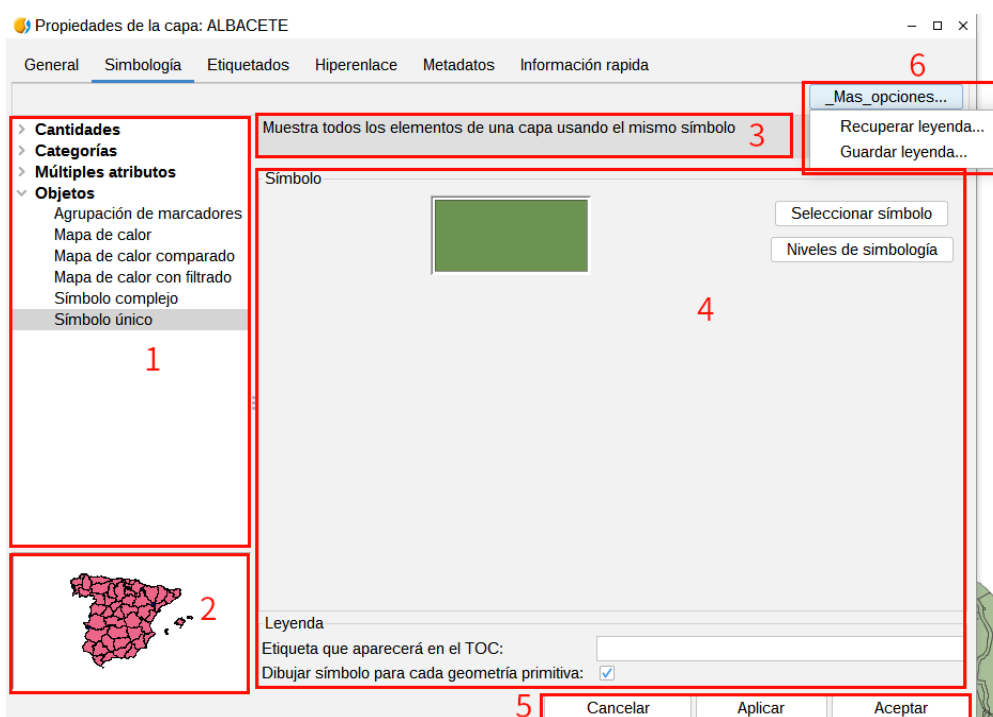 Propiedades de la capa: ALBACETE
General Simbología Etiquetados Hiperenlace Metadatos Información rapida
6
_Mas_opciones...
Recuperar leyenda...
Guardar leyenda...
Cantidades
Categorías
Múltiples atributos
Objetos
Agrupación de marcadores
Mapa de calor
Mapa de calor comparado
Mapa de calor con filtrado
Símbolo complejo
Símbolo único
1
2
Muestra todos los elementos de una capa usando el mismo símbolo
3
Símbolo
Seleccionar símbolo
Niveles de simbología
4
Leyenda
Etiqueta que aparecerá en el TOC:
Dibujar símbolo para cada geometría primitiva:
5
Cancelar Aplicar Aceptar